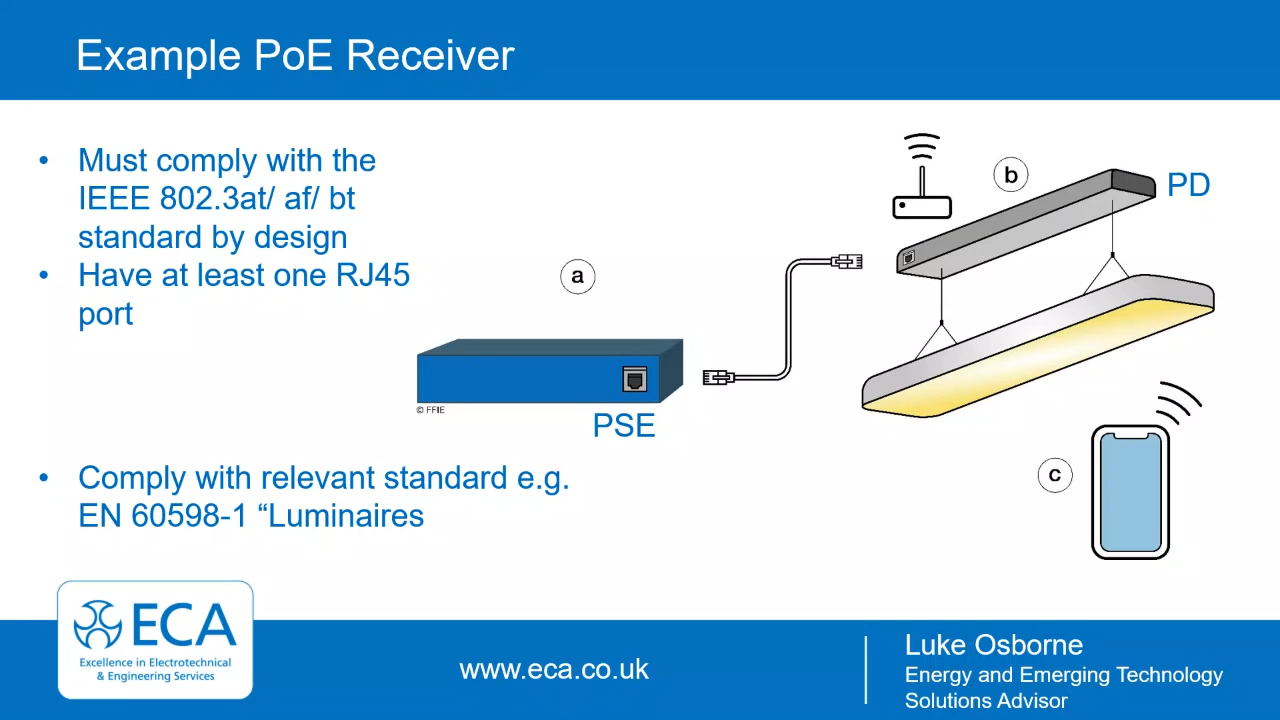 Example PoE Receiver
• Must comply with the
IEEE 802.3at/ af/ bt
standard by design
• Have at least one RJ45
port
a
b
PD
© FFIE
PSE
c
• Comply with relevant standard e.g.
EN 60598-1 “Luminaires
ECA
Excellence in Electrotechnical
& Engineering Services
www.eca.co.uk
Luke Osborne
Energy and Emerging Technology
Solutions Advisor